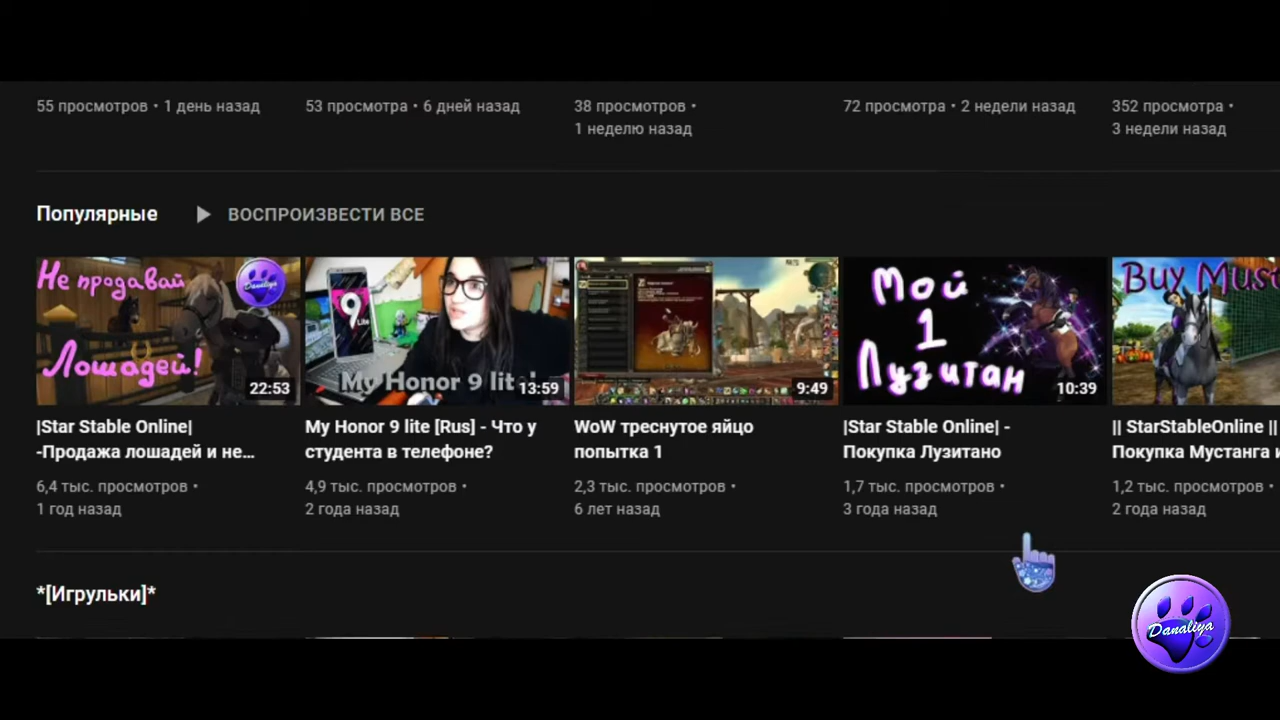 55 просмотров • 1 день назад
53 просмотра • 6 дней назад
38 просмотров •
1 неделю назад
72 просмотра • 2 недели назад
352 просмотра •
3 недели назад
Популярные
ВОСПРОИЗВЕСТИ ВСЕ
Не продавай
Лошадей!
Danaliya
22:53
9
Lite
My Honor 9 lite
13:59
9:49
Мой
1
Лузитан
10:39
Buy Must
|Star Stable Online|
-Продажа лошадей и не…
6,4 тыс. просмотров •
1 год назад
My Honor 9 lite [Rus] - Что у
студента в телефоне?
4,9 тыс. просмотров •
2 года назад
WoW треснутое яйцо
попытка 1
2,3 тыс. просмотров •
6 лет назад
|Star Stable Online| -
Покупка Лузитано
1,7 тыс. просмотров •
3 года назад
|| StarStableOnline ||
Покупка Мустанга и
1,2 тыс. просмотров •
2 года назад
*[Игрульки]*
Danaliya